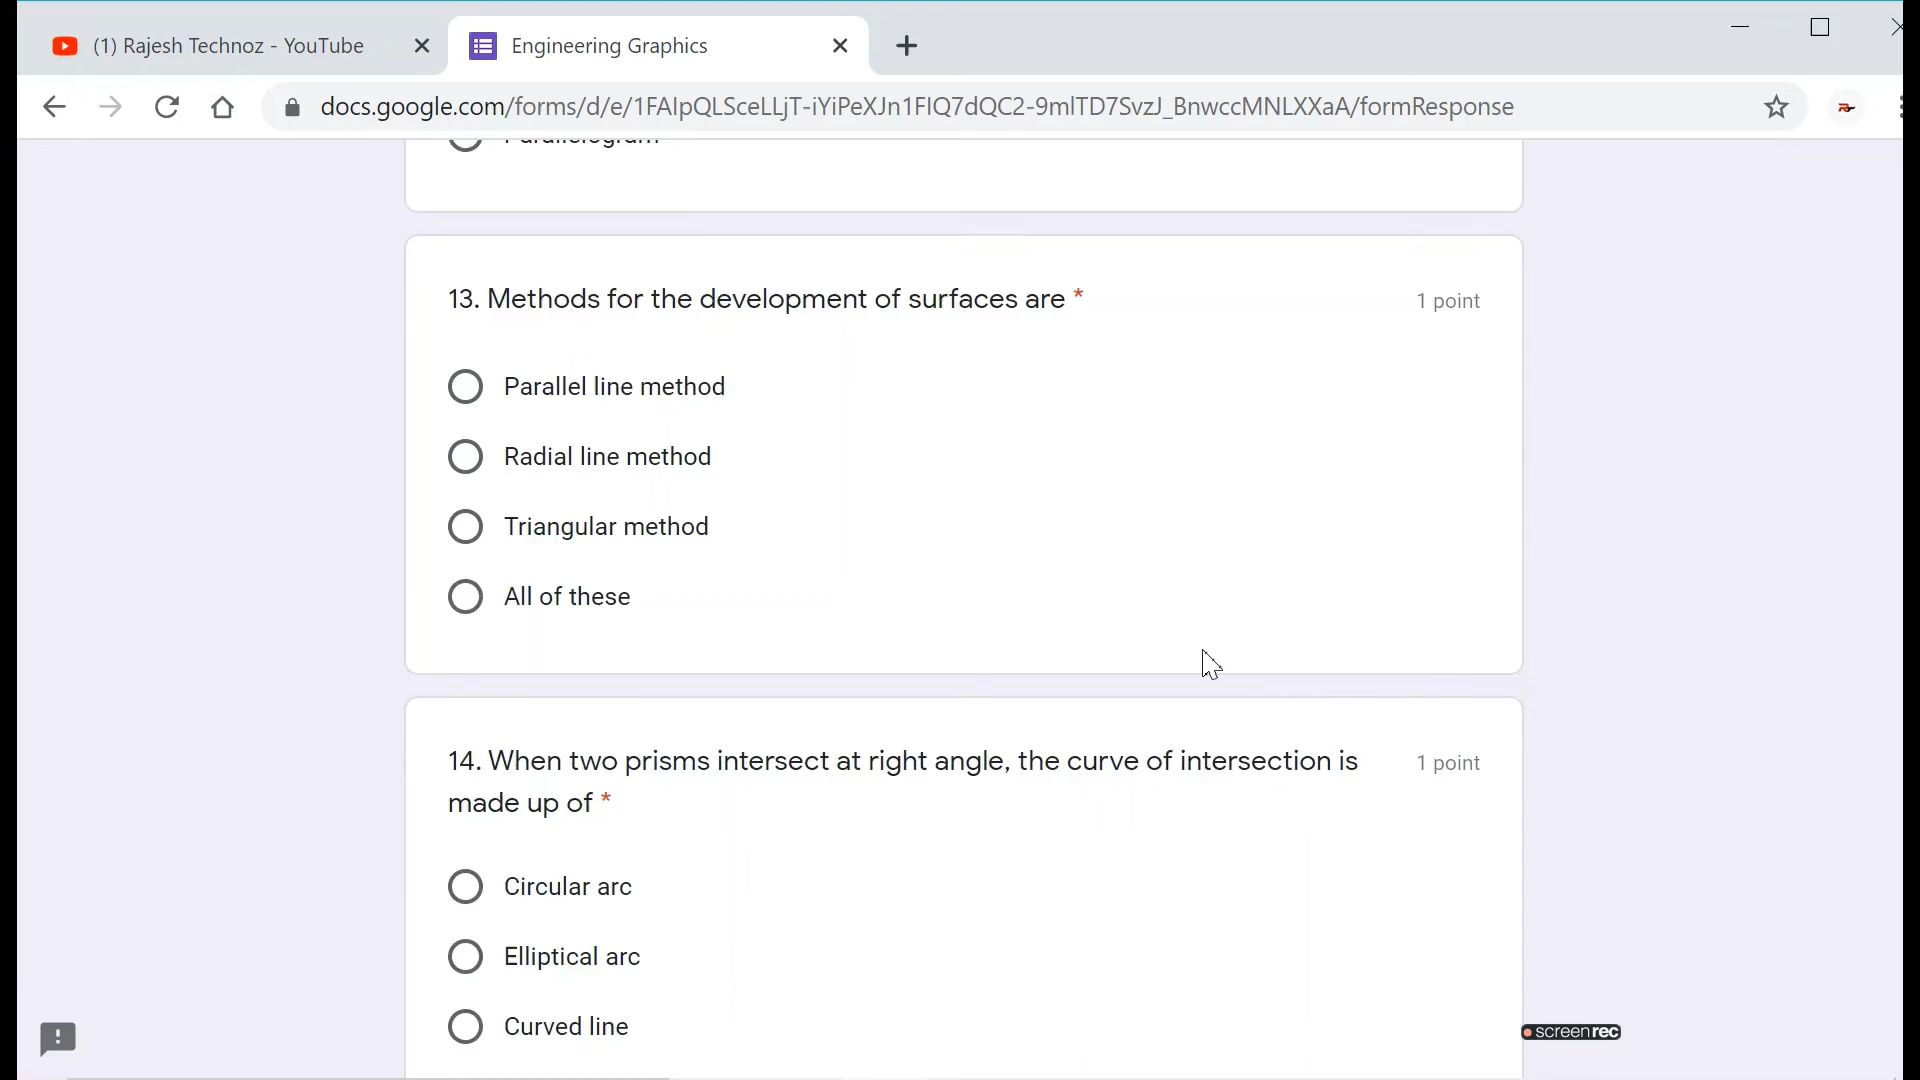 (1) Rajesh Technoz - YouTube
Engineering Graphics
docs.google.com/forms/d/e/1FAIpQLSceLLjT-iYiPeXJn1FIQ7dQC2-9mlTD7SvzJ_BnwccMNLXXaA/formResponse
Parallelogram
13. Methods for the development of surfaces are *
1 point
Parallel line method
Radial line method
Triangular method
All of these
14. When two prisms intersect at right angle, the curve of intersection is
made up of *
1 point
Circular arc
Elliptical arc
Curved line
screenrec